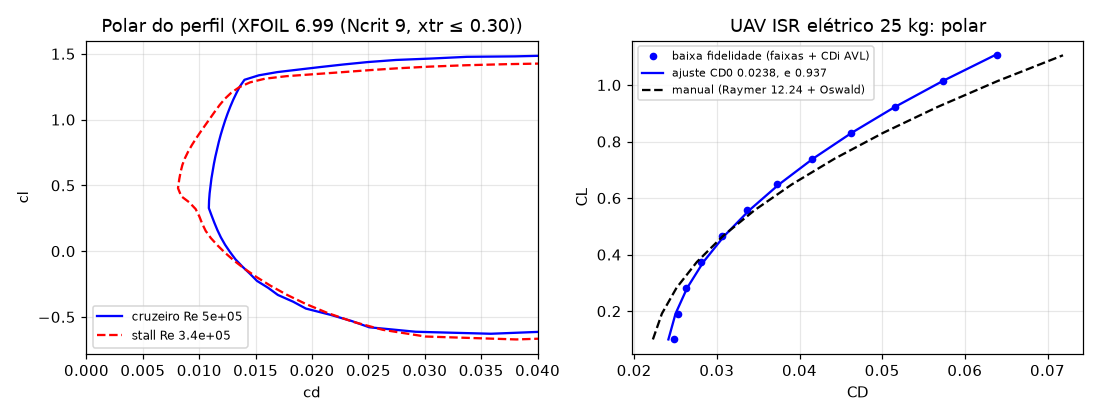 Polar do perfil (XFOIL 6.99 (Ncrit 9, xtr ≤ 0.30))
1.5
1.0
0.5
0.0
−0.5
cl
cruzeiro Re 5e+05
stall Re 3.4e+05
0.000 0.005 0.010 0.015 0.020 0.025 0.030 0.035 0.040
cd
UAV ISR elétrico 25 kg: polar
baixa fidelidade (faixas + CDi AVL)
ajuste CD0 0.0238, e 0.937
manual (Raymer 12.24 + Oswald)
1.0
0.8
0.6
0.4
0.2
CL
0.02 0.03 0.04 0.05 0.06 0.07
CD